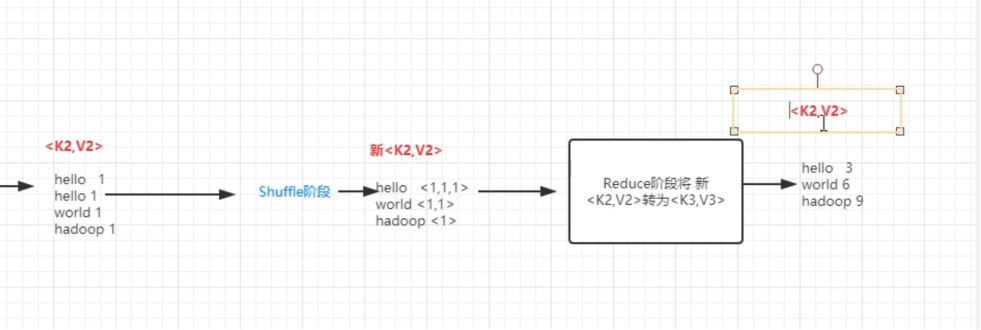 <K2,V2>
hello 1
hello 1
world 1
hadoop 1
Shuffle阶段
新<K2,V2>
hello <1,1,1>
world <1,1>
hadoop <1>
Reduce阶段将 新
<K2,V2>转为<K3,V3>
<K2,V2>
hello 3
world 6
hadoop 9